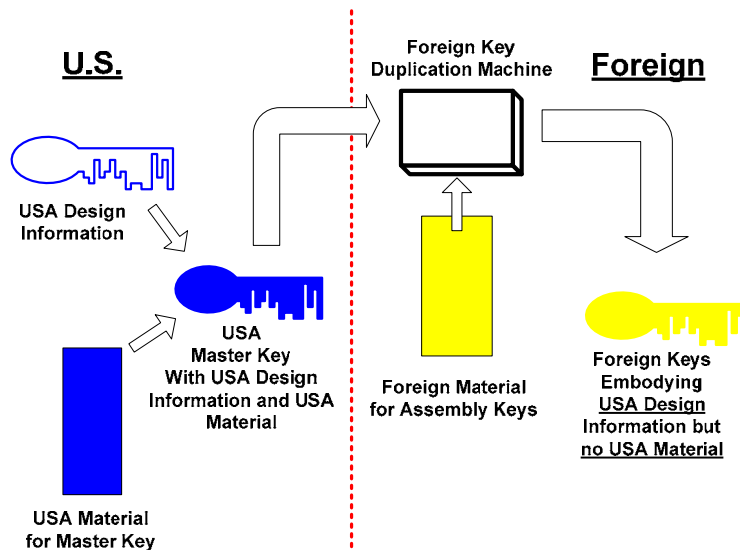 U.S.
Foreign Key
Duplication Machine
Foreign
USA Design
Information
USA
Master Key
With USA Design
Information and USA
Material
USA Material
for Master Key
Foreign Material
for Assembly Keys
Foreign Keys
Embodying
USA Design
Information but
no USA Material